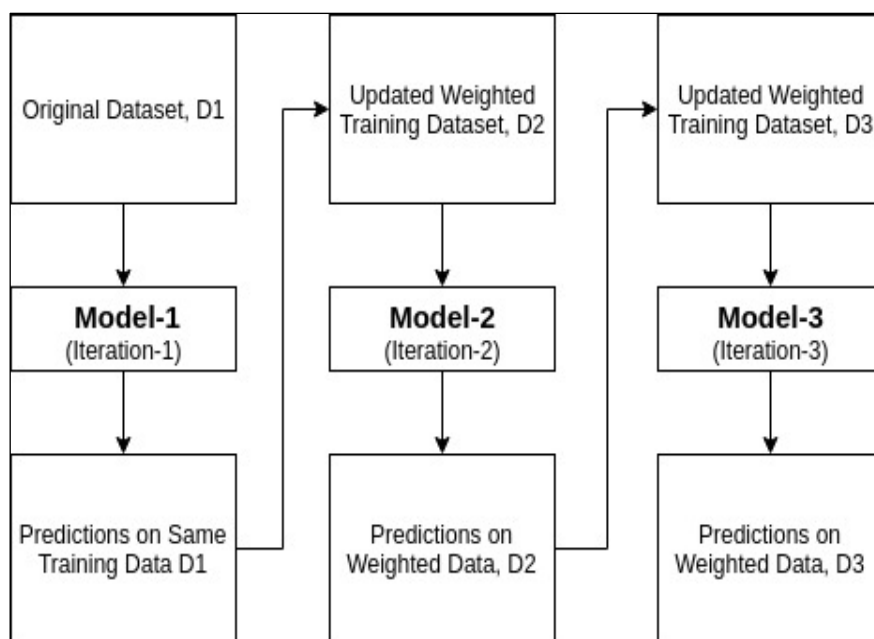 Original Dataset, D1
Model-1
(Iteration-1)
Predictions on Same
Training Data D1
Updated Weighted
Training Dataset, D2
Model-2
(Iteration-2)
Predictions on
Weighted Data, D2
Updated Weighted
Training Dataset, D3
Model-3
(Iteration-3)
Predictions on
Weighted Data, D3